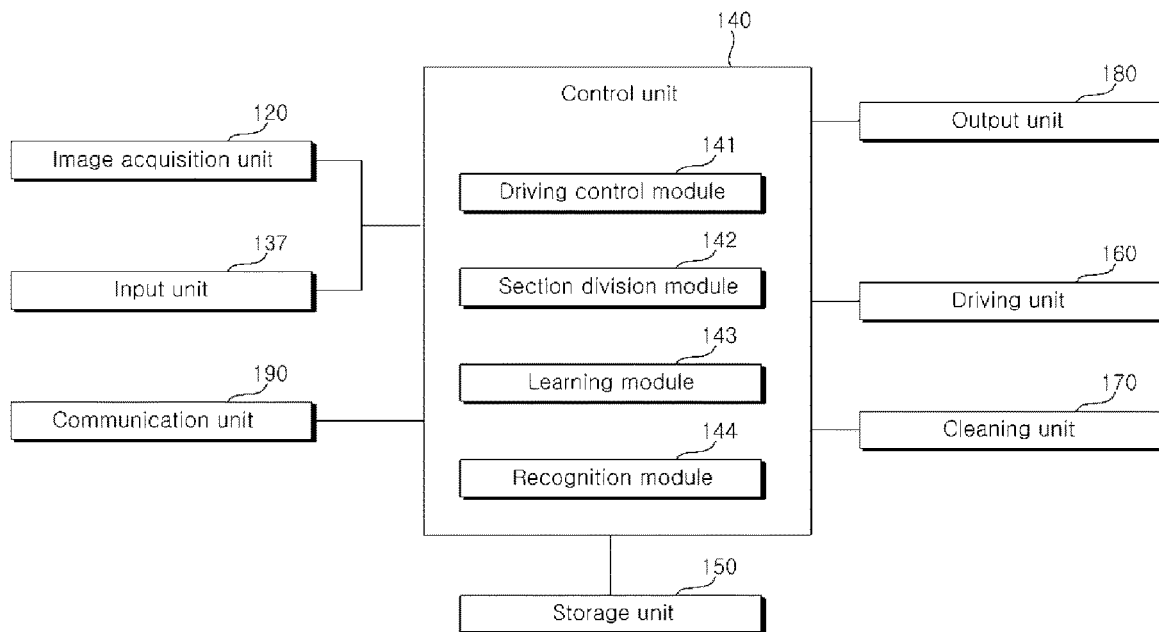 140
Control unit
120
Image acquisition unit
137
Input unit
190
Communication unit
141
Driving control module
142
Section division module
143
Learning module
144
Recognition module
180
Output unit
160
Driving unit
170
Cleaning unit
150
Storage unit